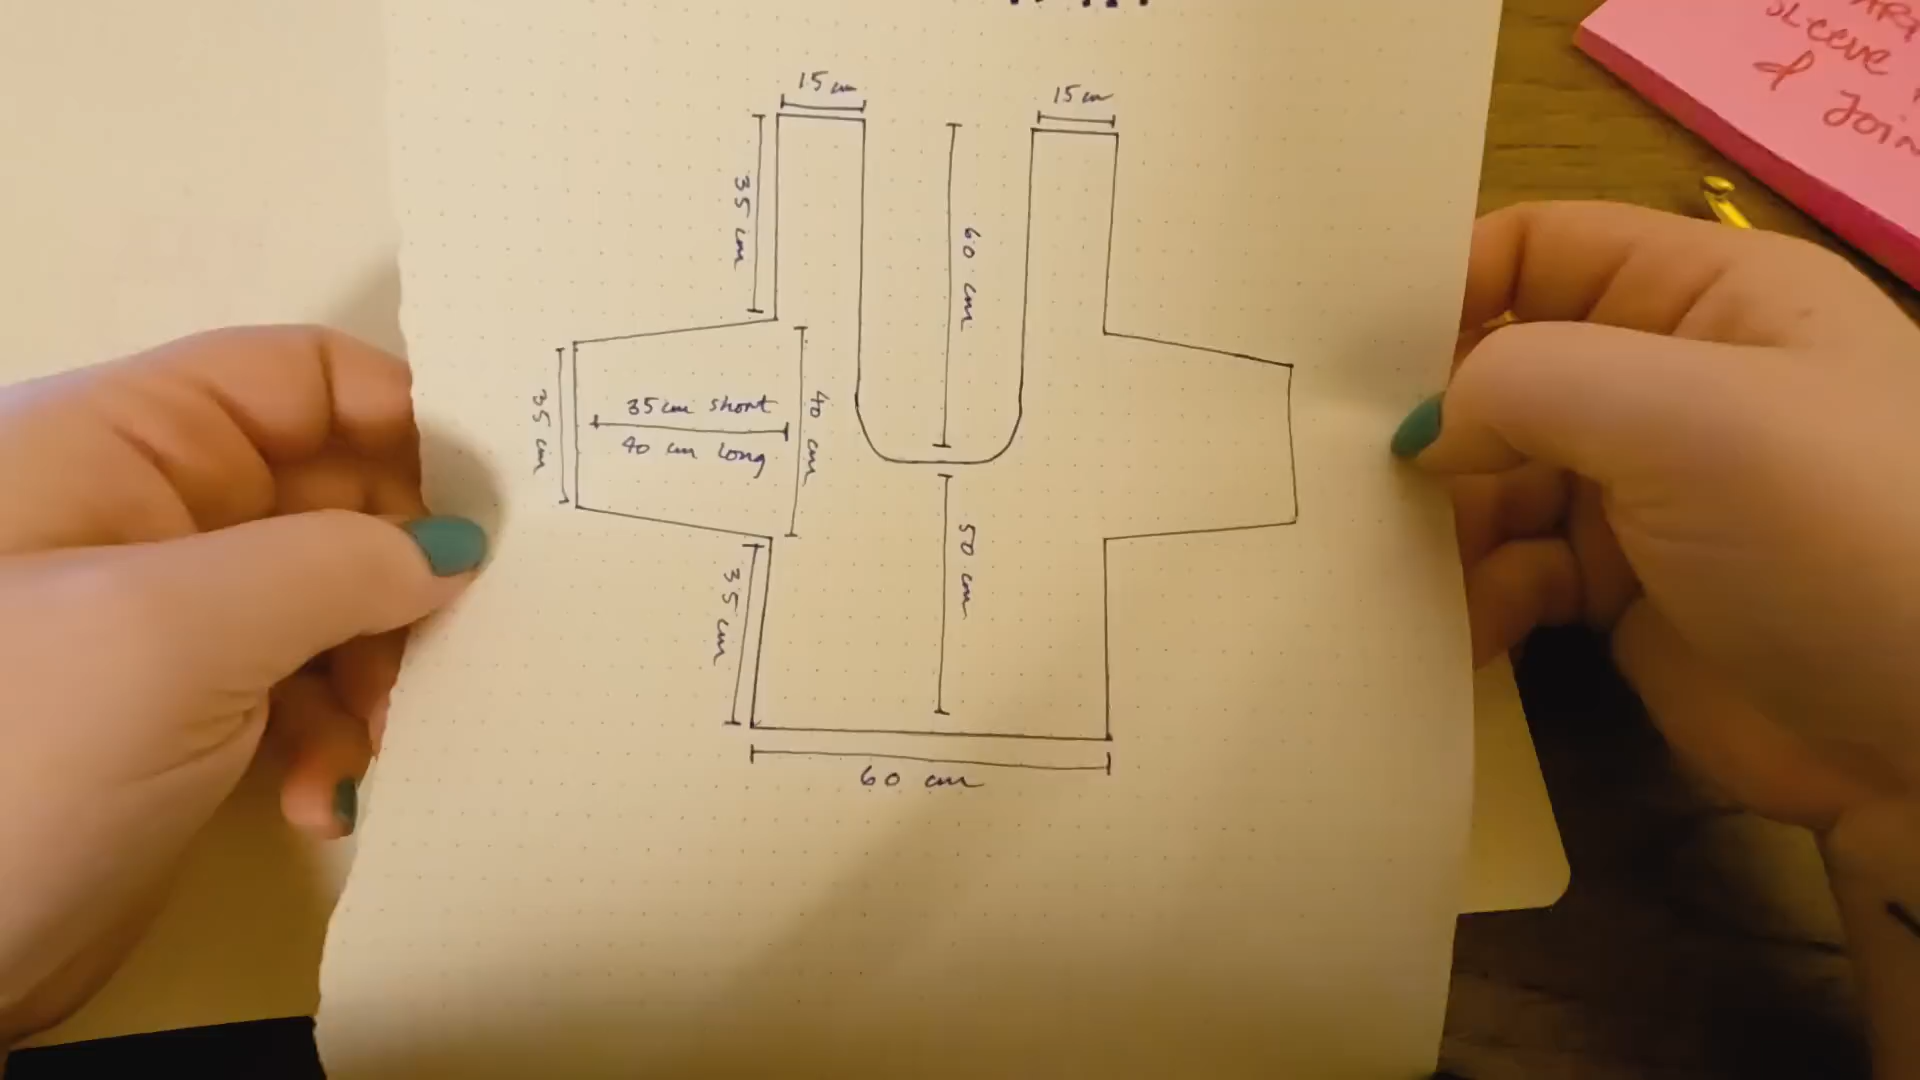 15 cm
15 cm
35 cm
60 cm
35 cm
35 cm short
40 cm long
40 cm
35 cm
50 cm
60 cm
sleeve
& join